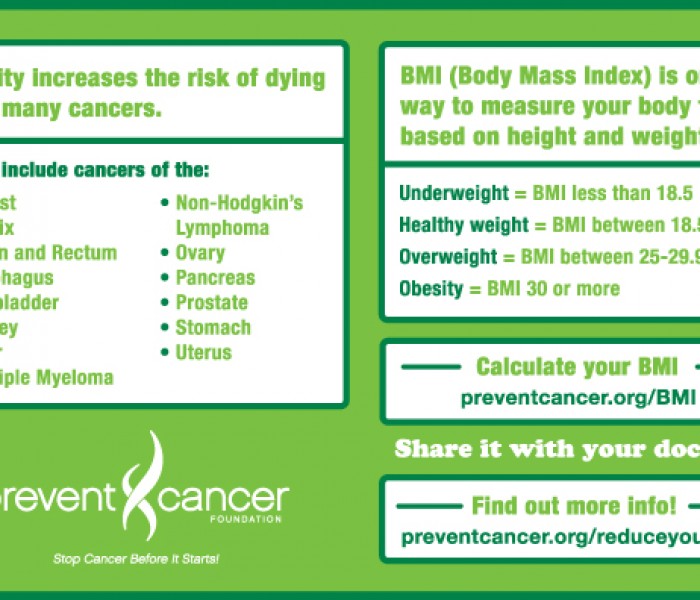 ity increases the risk of dying
many cancers.
include cancers of the:
st
ix
n and Rectum
hagus
bladder
ey
r
iple Myeloma
• Non-Hodgkin's
Lymphoma
• Ovary
• Pancreas
• Prostate
• Stomach
• Uterus
prevent cancer
FOUNDATION
Stop Cancer Before It Starts!
BMI (Body Mass Index) is o
way to measure your body
based on height and weight
Underweight = BMI less than 18.5
Healthy weight = BMI between 18.5
Overweight = BMI between 25-29.9
Obesity = BMI 30 or more
Calculate your BMI
preventcancer.org/BMI
Share it with your doc
Find out more info!
preventcancer.org/reduceyou